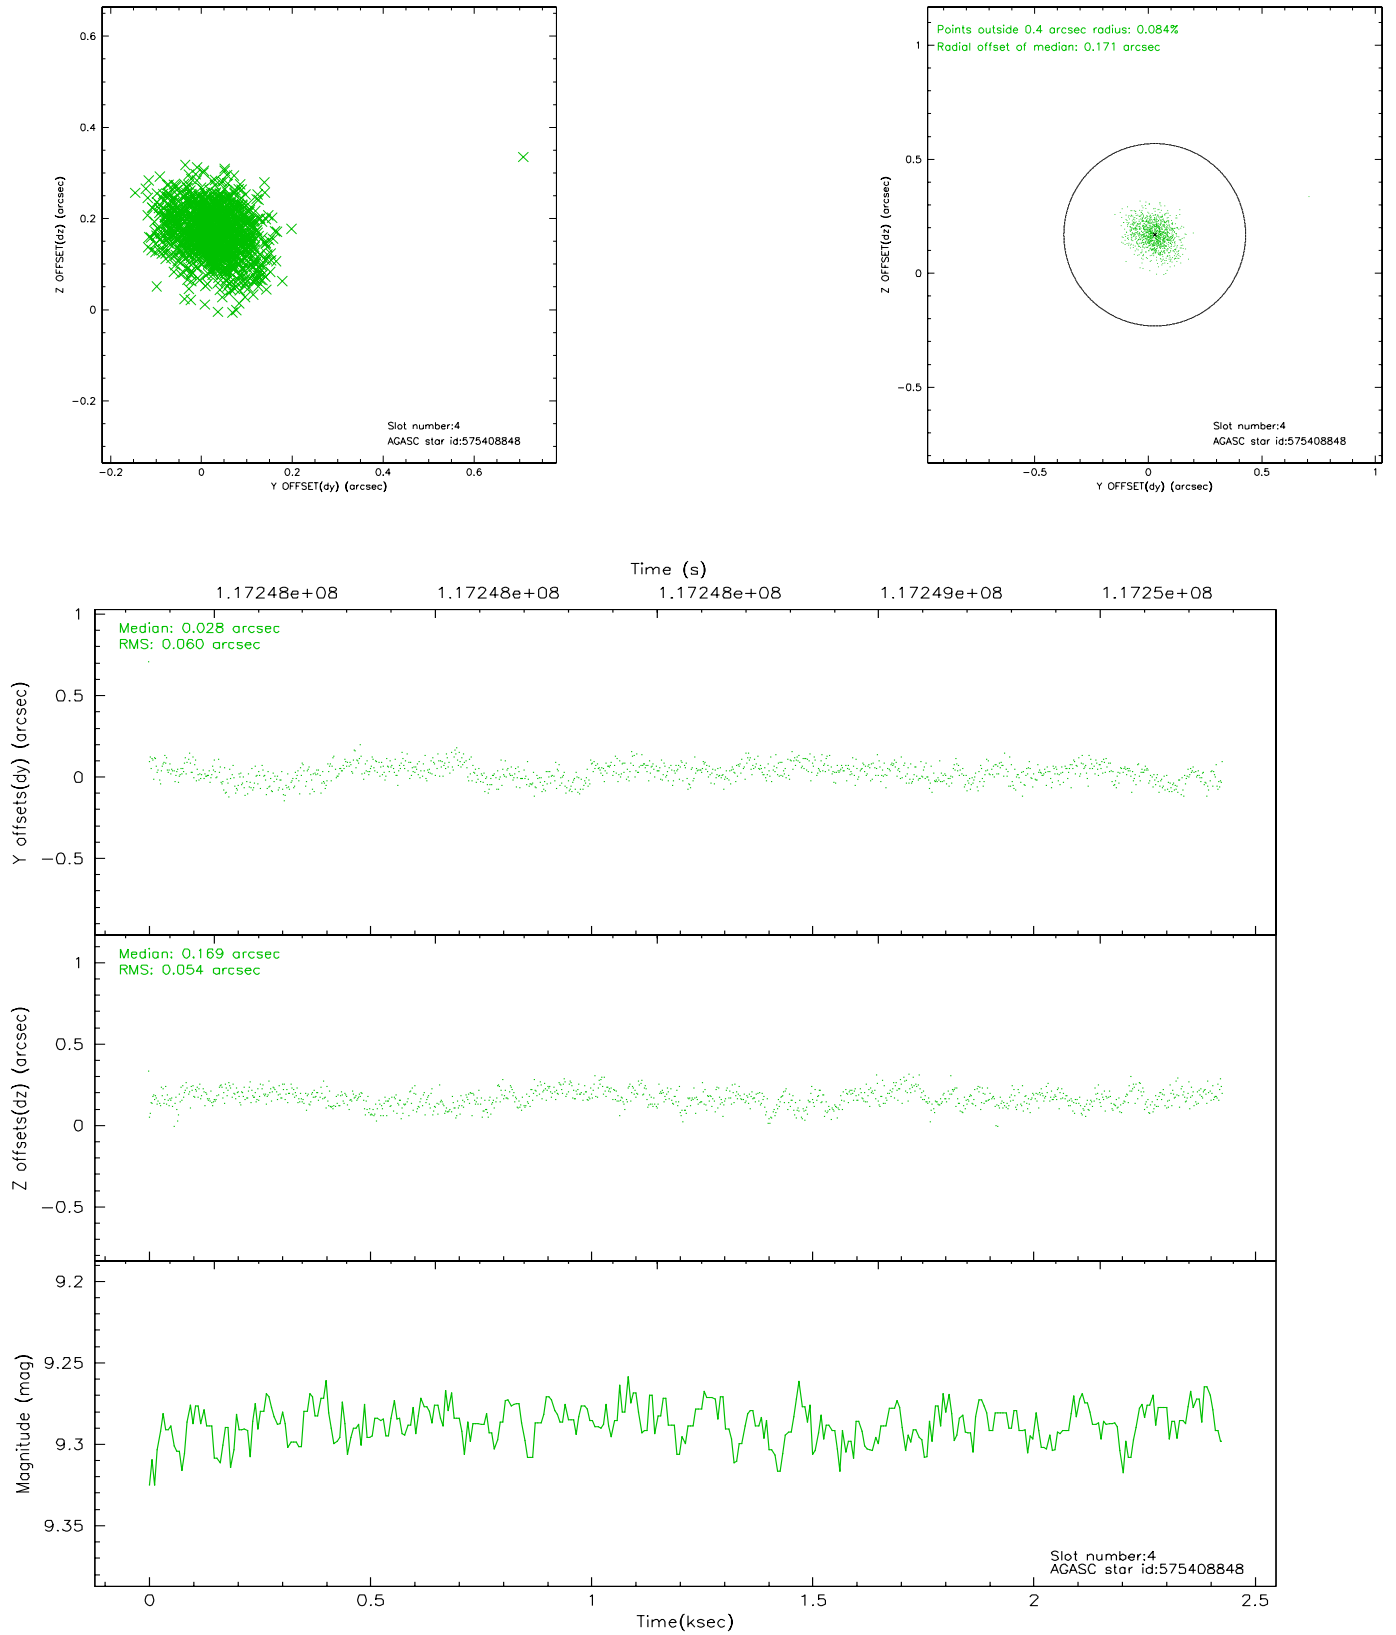 0.6
0.4
0.2
0
−0.2
Z OFFSET(dz) (arcsec)
Slot number:4
AGASC star id:575408848
−0.2 0 0.2 0.4 0.6
Y OFFSET(dy) (arcsec)
Points outside 0.4 arcsec radius: 0.084%
Radial offset of median: 0.171 arcsec
1
0.5
0
−0.5
Z OFFSET(dz) (arcsec)
Slot number:4
AGASC star id:575408848
−0.5 0 0.5 1
Y OFFSET(dy) (arcsec)
Time (s)
1.17248e+08 1.17248e+08 1.17248e+08 1.17249e+08 1.1725e+08
Median: 0.028 arcsec
RMS: 0.060 arcsec
1
0.5
0
−0.5
Y offsets(dy) (arcsec)
Median: 0.169 arcsec
RMS: 0.054 arcsec
1
0.5
0
−0.5
Z offsets(dz) (arcsec)
9.2
9.25
9.3
9.35
Magnitude (mag)
Slot number:4
AGASC star id:575408848
0 0.5 1 1.5 2 2.5
Time(ksec)